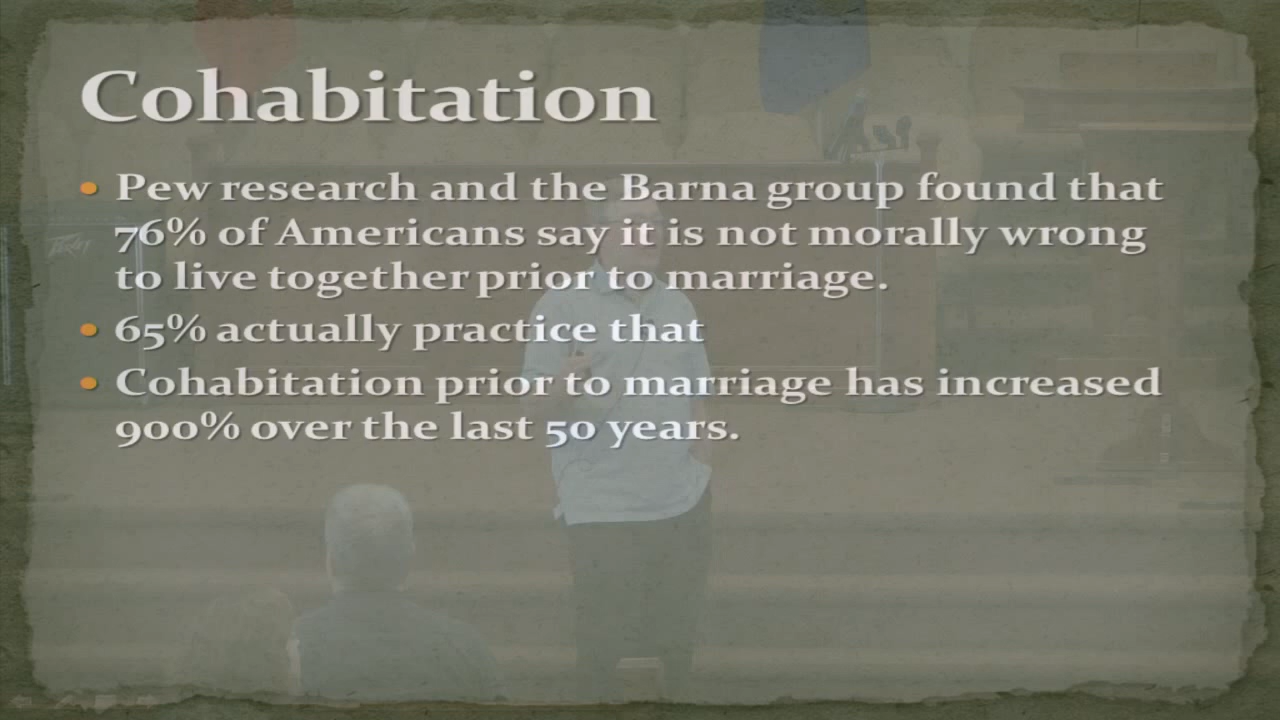 Cohabitation
• Pew research and the Barna group found that
76% of Americans say it is not morally wrong
to live together prior to marriage.
• 65% actually practice that
• Cohabitation prior to marriage has increased
900% over the last 50 years.
Peavey